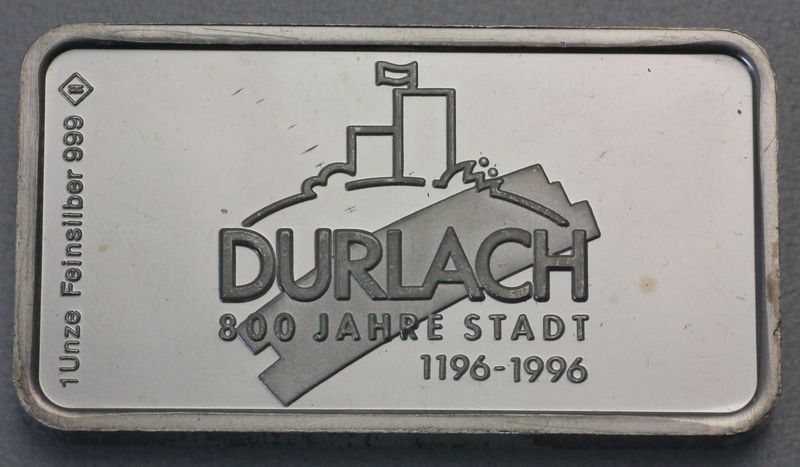 1 Unze Feinsilber 999
DURLACH
800 JAHRE STADT
1196-1996